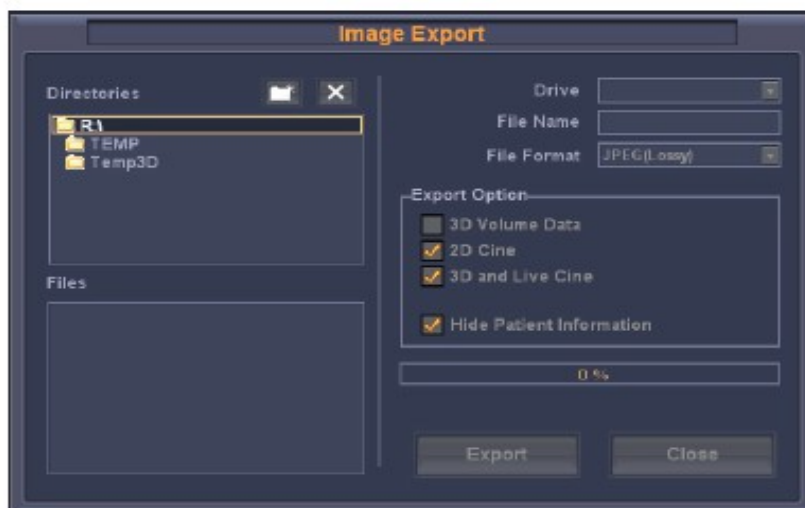 Image Export
Directories
R:\
TEMP
Temp3D
Files
Drive
File Name
File Format JPEG(Lossy)
Export Option
3D Volume Data
2D Cine
3D and Live Cine
Hide Patient Information
0 %
Export Close